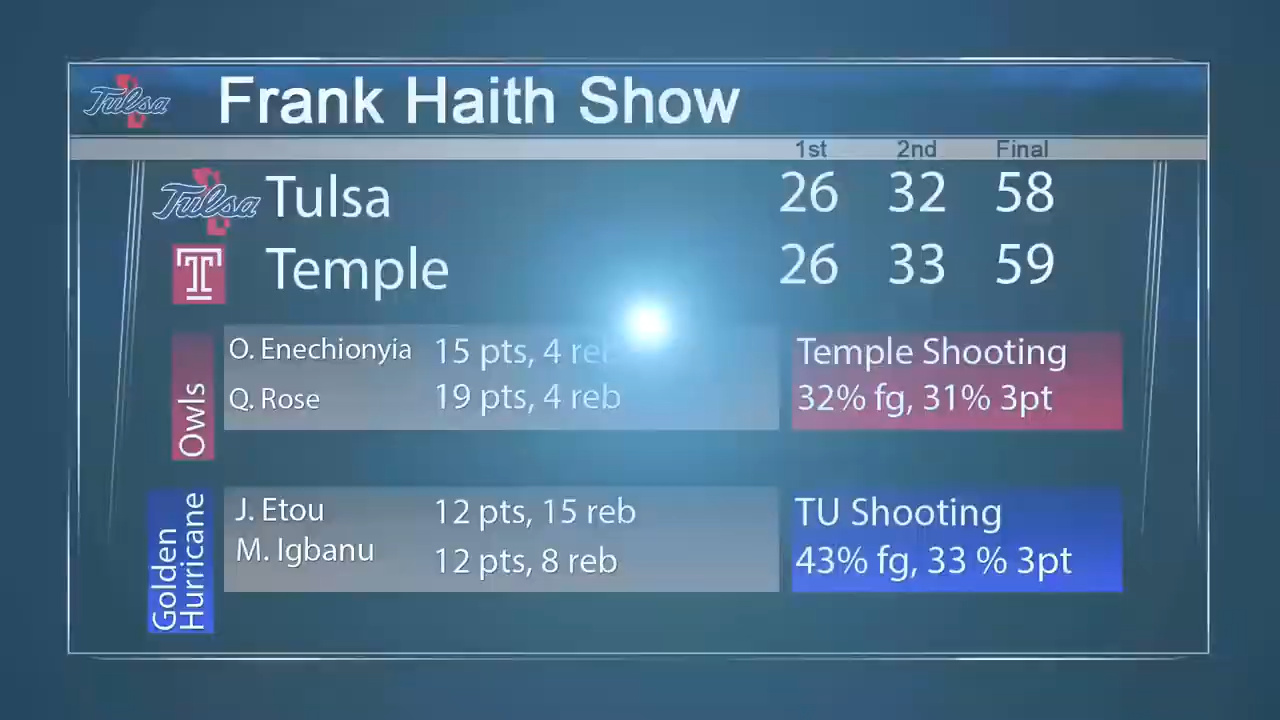 Tulsa Frank Haith Show
1st 2nd Final
Tulsa Tulsa 26 32 58
T Temple 26 33 59
Owls
O. Enechionyia 15 pts, 4 reb
Q. Rose 19 pts, 4 reb
Temple Shooting
32% fg, 31% 3pt
Golden
Hurricane
J. Etou 12 pts, 15 reb
M. Igbanu 12 pts, 8 reb
TU Shooting
43% fg, 33 % 3pt